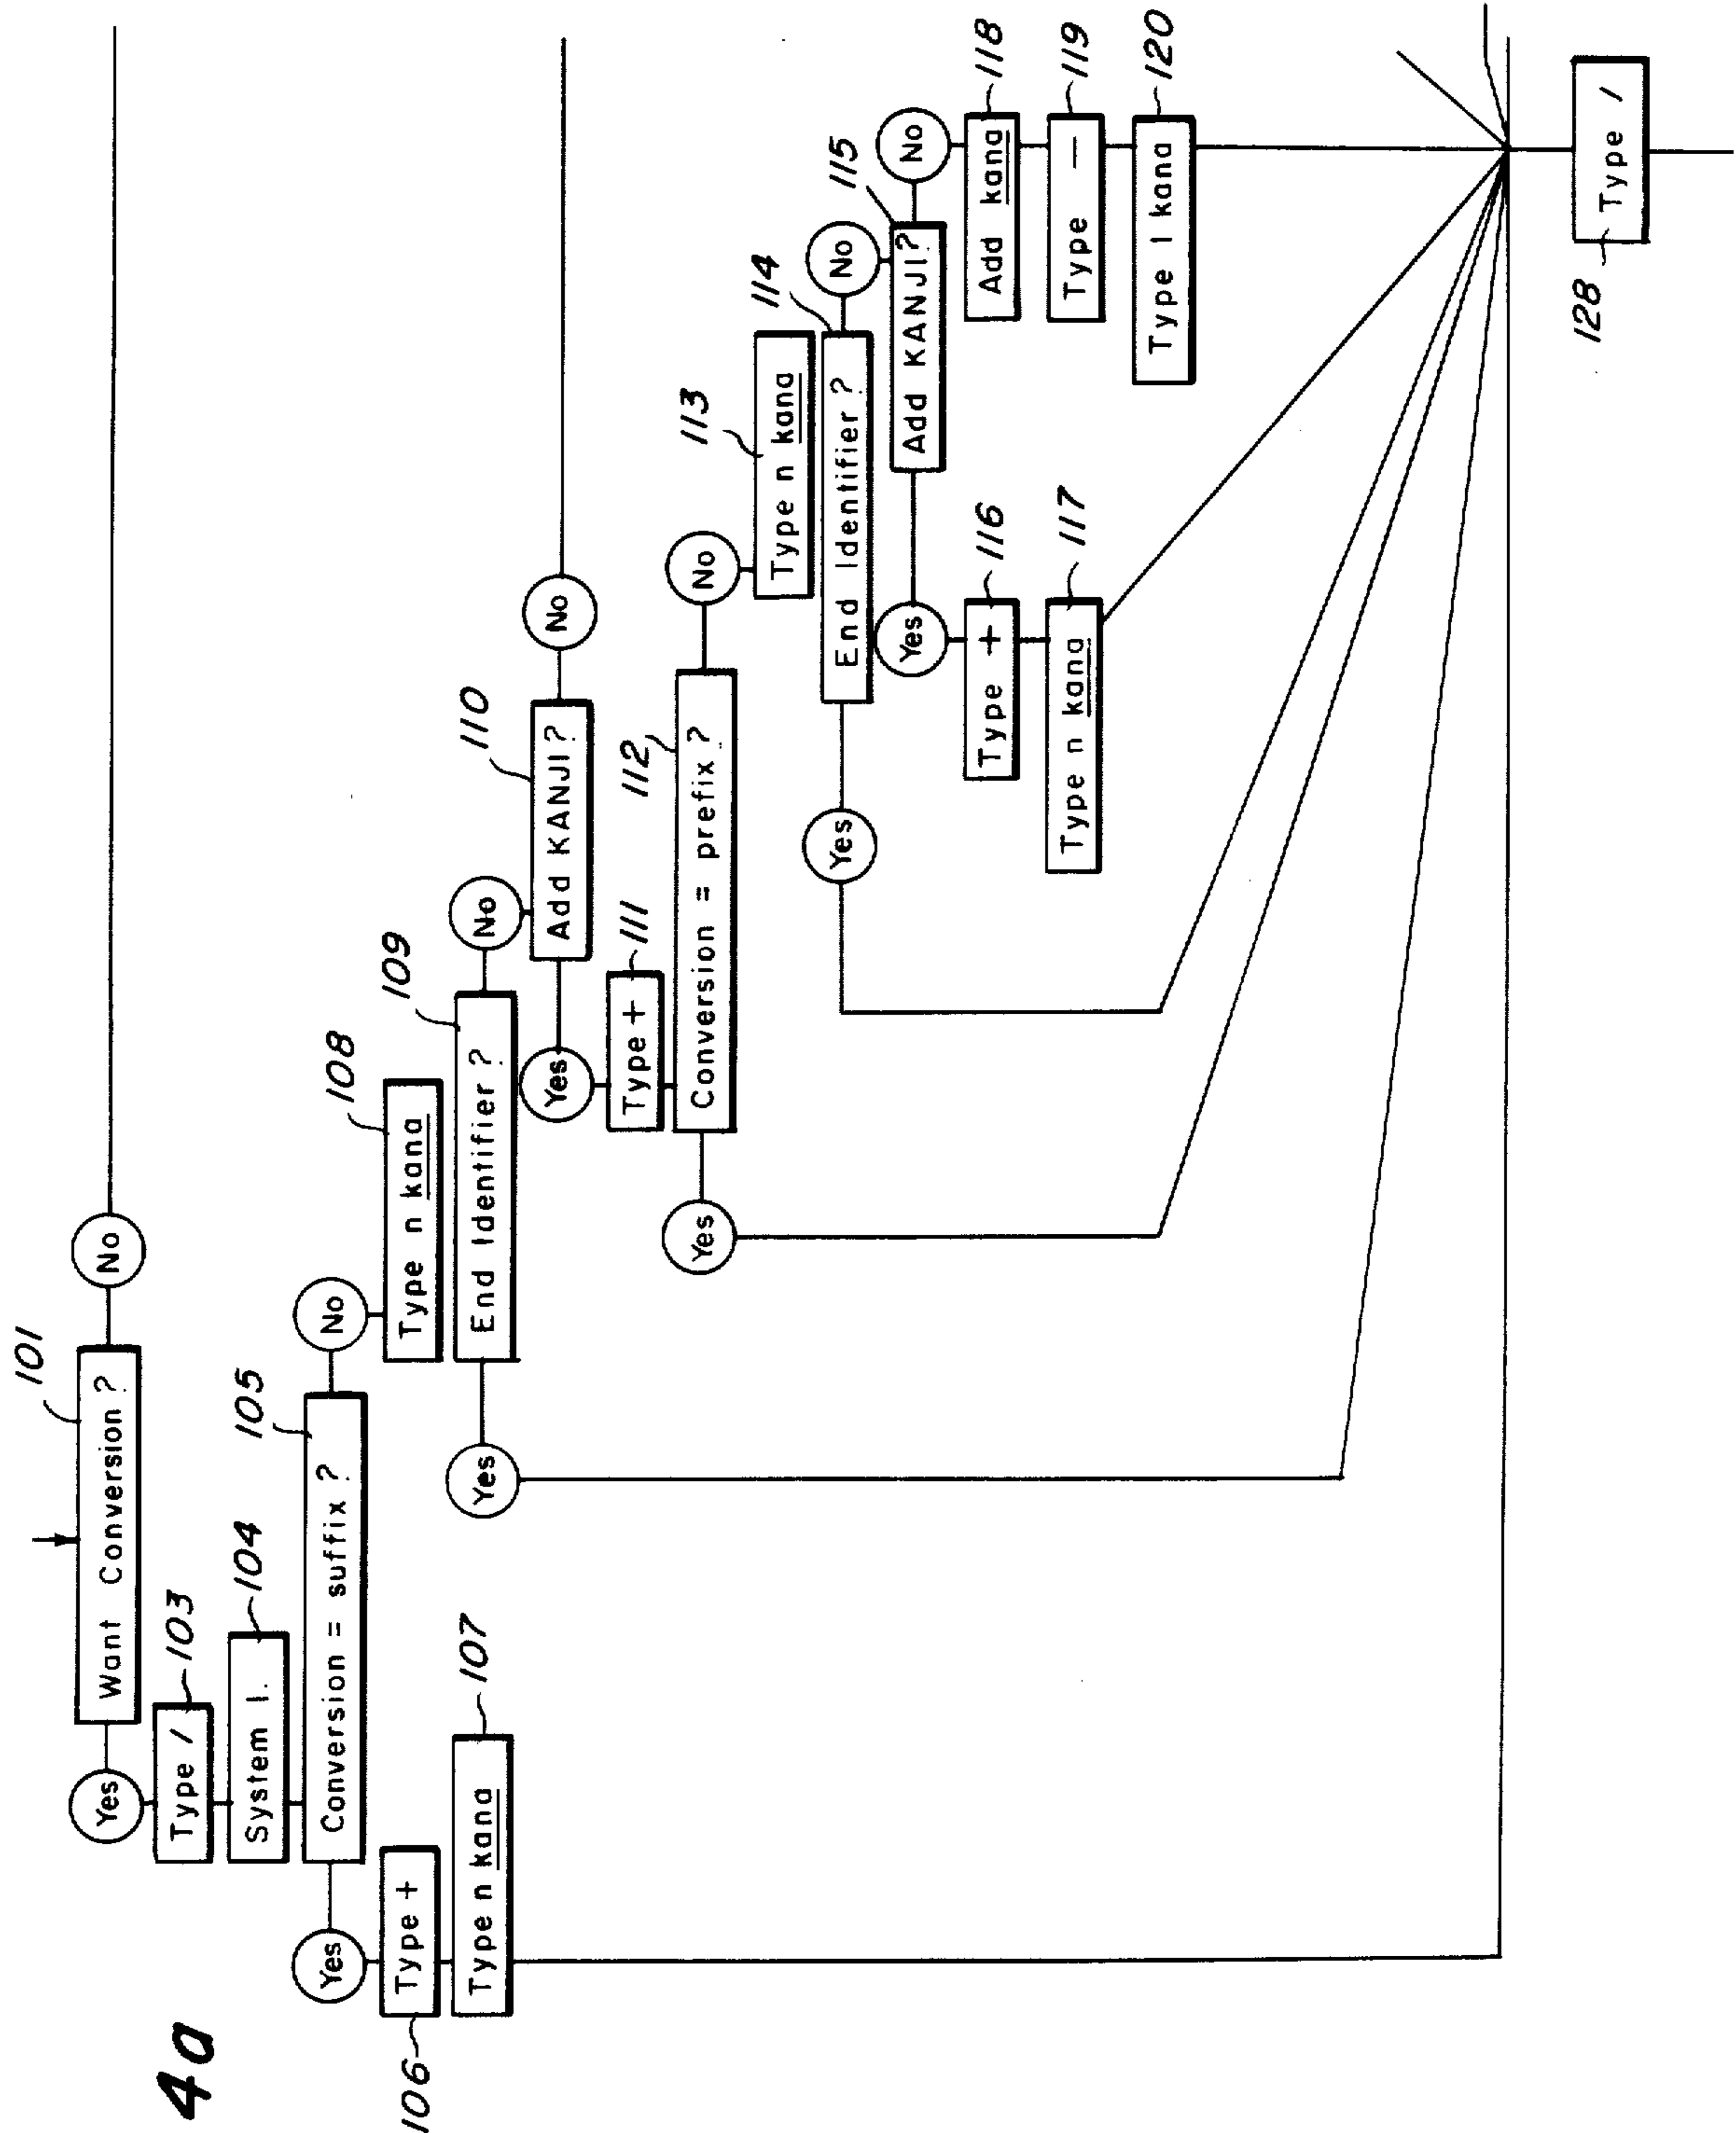 4a
101
Want Conversion ?
Yes
No
Type / 103
System 1. 104
105
Conversion = suffix ?
Yes
No
106 Type +
Type n kana 107
108
Type n kana
109
End Identifier ?
Yes
No
110
Add KANJI ?
Yes
No
Type + 111
112
Conversion = prefix ?
Yes
No
113
Type n kana
114
End Identifier ?
Yes
No
115
Add KANJI ?
Yes
No
Type + 116
Type n kana 117
Add kana 118
Type — 119
Type 1 kana 120
128 Type /